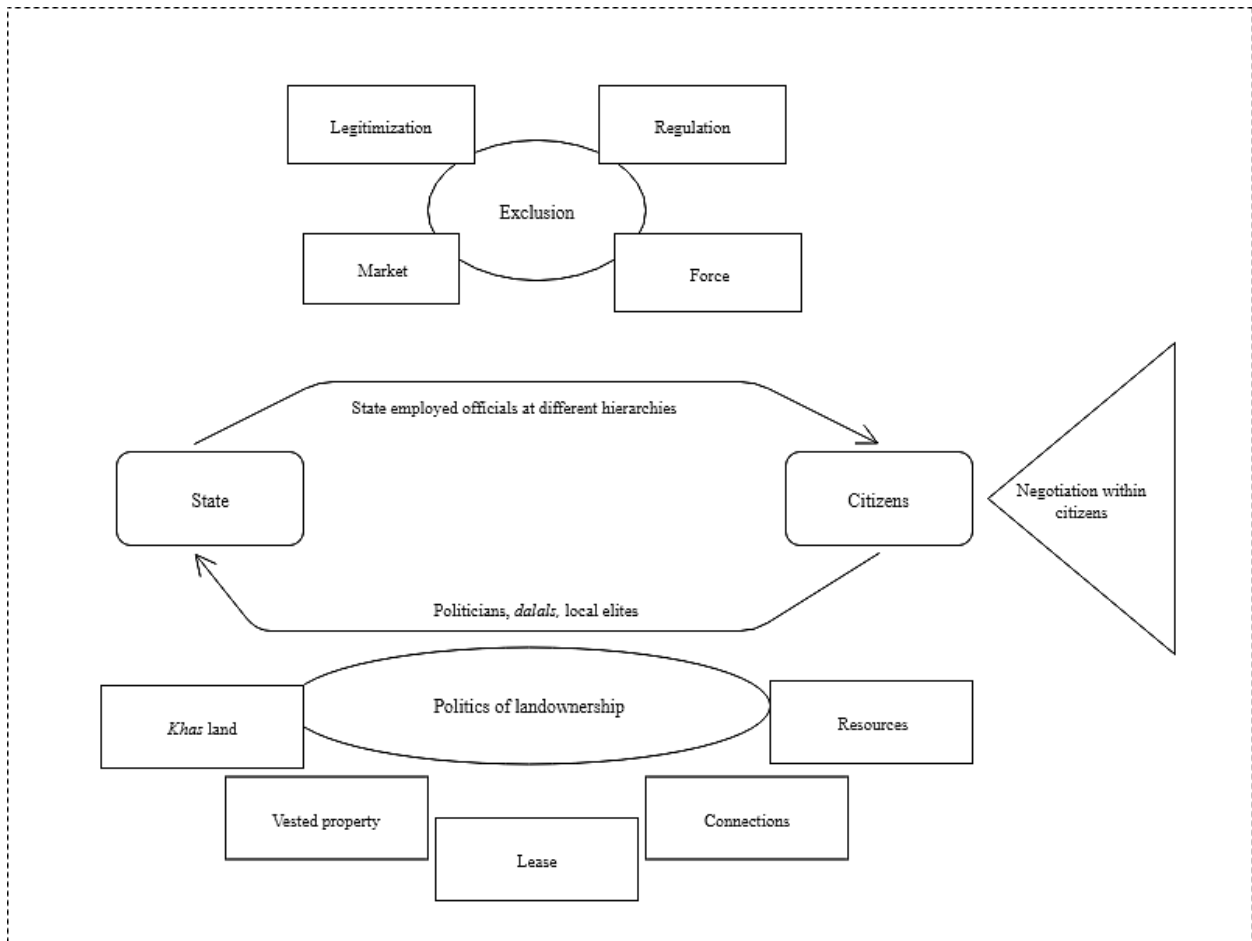 Legitimization
Regulation
Exclusion
Market
Force
State employed officials at different hierarchies
State
Citizens
Negotiation within
citizens
Politicians, dalals, local elites
Politics of landownership
Khas land
Resources
Vested property
Connections
Lease